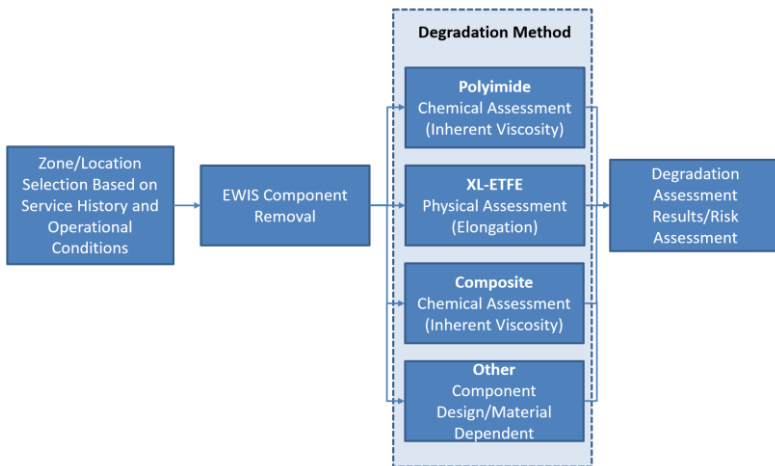 Degradation Method
Zone/Location
Selection Based on
Service History and
Operational
Conditions
EWIS Component
Removal
Polyimide
Chemical Assessment
(Inherent Viscosity)
XL-ETFE
Physical Assessment
(Elongation)
Composite
Chemical Assessment
(Inherent Viscosity)
Other
Component
Design/Material
Dependent
Degradation
Assessment
Results/Risk
Assessment